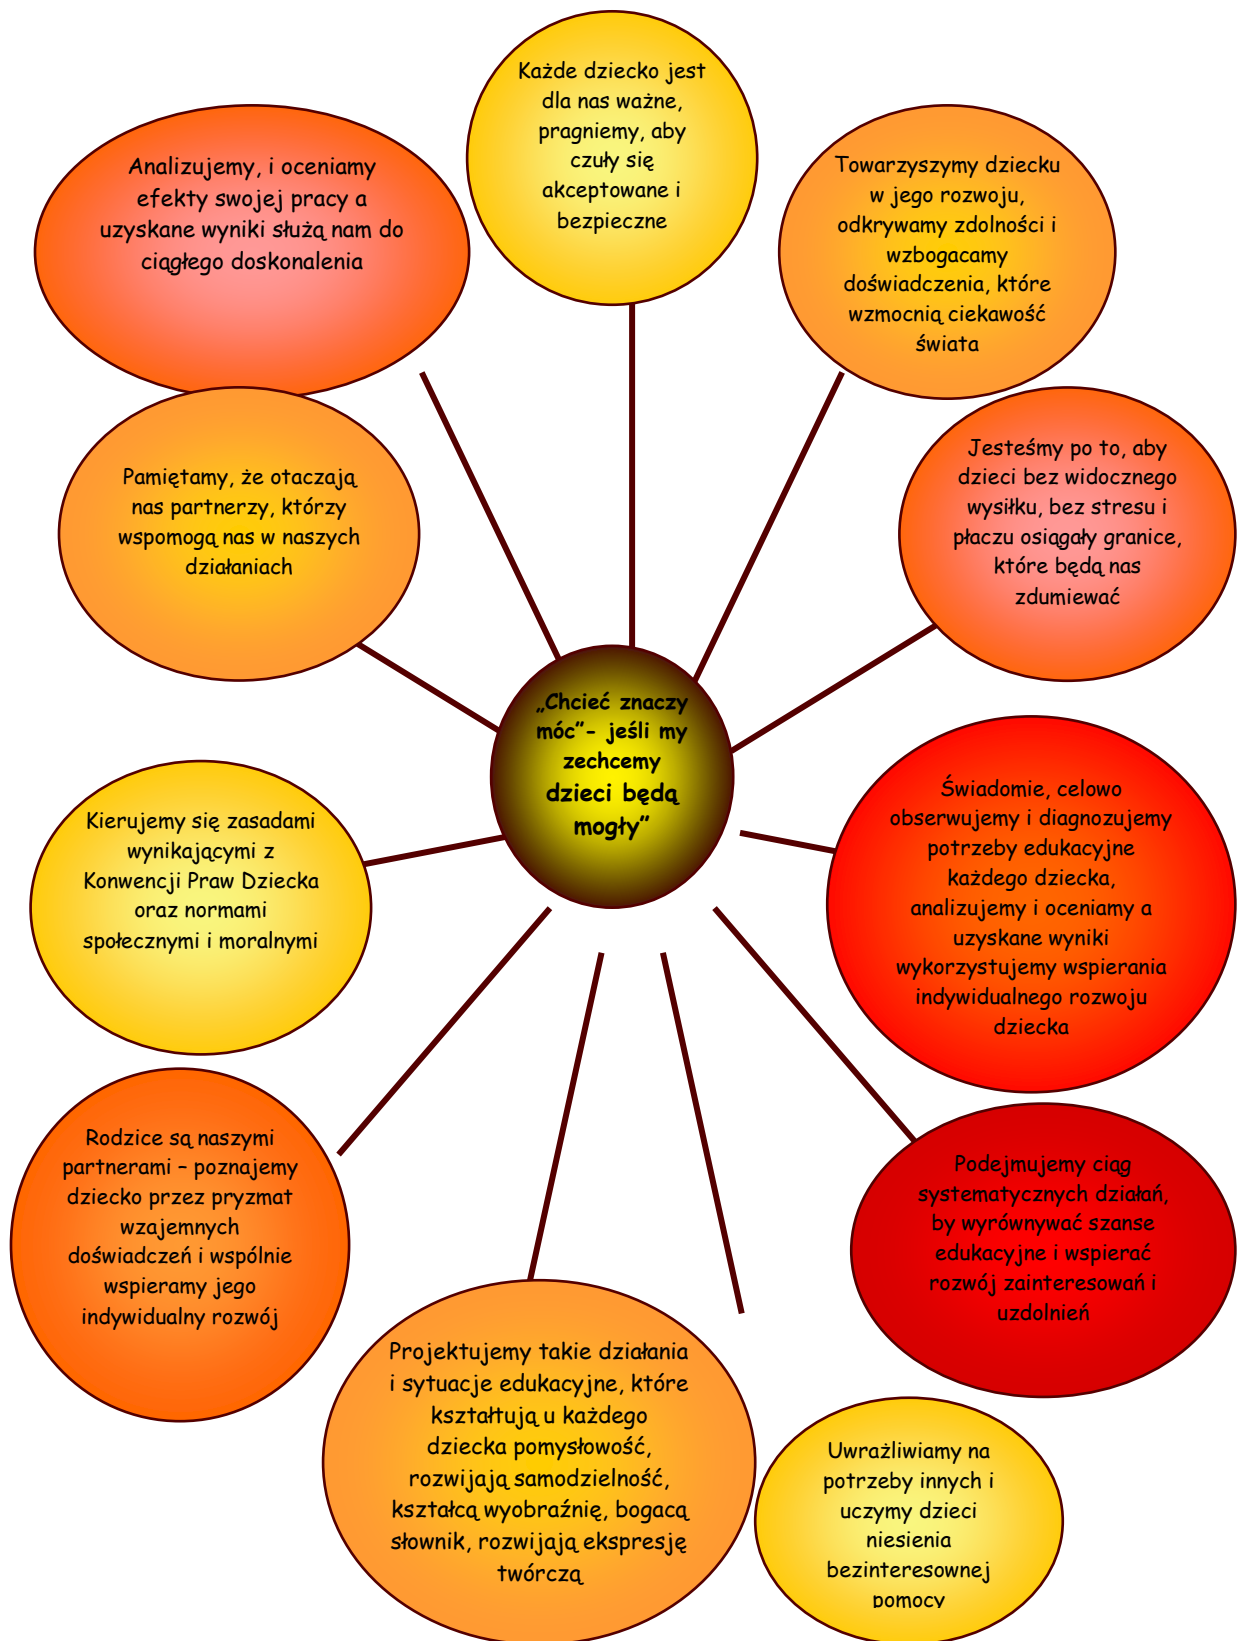 Każde dziecko jest
dla nas ważne,
pragniemy, aby
czuły się
akceptowane i
bezpieczne
Analizujemy, i oceniamy
efekty swojej pracy a
uzyskane wyniki służą nam do
ciągłego doskonalenia
Towarzyszymy dziecku
w jego rozwoju,
odkrywamy zdolności i
wzbogacamy
doświadczenia, które
wzmocnią ciekawość
świata
Pamiętamy, że otaczają
nas partnerzy, którzy
wspomogą nas w naszych
działaniach
Jesteśmy po to, aby
dzieci bez widocznego
wysiłku, bez stresu i
płaczu osiągały granice,
które będą nas
zdumiewać
„Chcieć znaczy
móc”- jeśli my
zechcemy
dzieci będą
mogły”
Kierujemy się zasadami
wynikającymi z
Konwencji Praw Dziecka
oraz normami
społecznymi i moralnymi
Świadomie, celowo
obserwujemy i diagnozujemy
potrzeby edukacyjne
każdego dziecka,
analizujemy i oceniamy a
uzyskane wyniki
wykorzystujemy wspierania
indywidualnego rozwoju
dziecka
Rodzice są naszymi
partnerami – poznajemy
dziecko przez pryzmat
wzajemnych
doświadczeń i wspólnie
wspieramy jego
indywidualny rozwój
Podejmujemy ciąg
systematycznych działań,
by wyrównywać szanse
edukacyjne i wspierać
rozwój zainteresowań i
uzdolnień
Projektujemy takie działania
i sytuacje edukacyjne, które
kształtują u każdego
dziecka pomysłowość,
rozwijają samodzielność,
kształcą wyobraźnię, bogacą
słownik, rozwijają ekspresję
twórczą
Uwrażliwiamy na
potrzeby innych i
uczymy dzieci
niesienia
bezinteresownej
pomocy